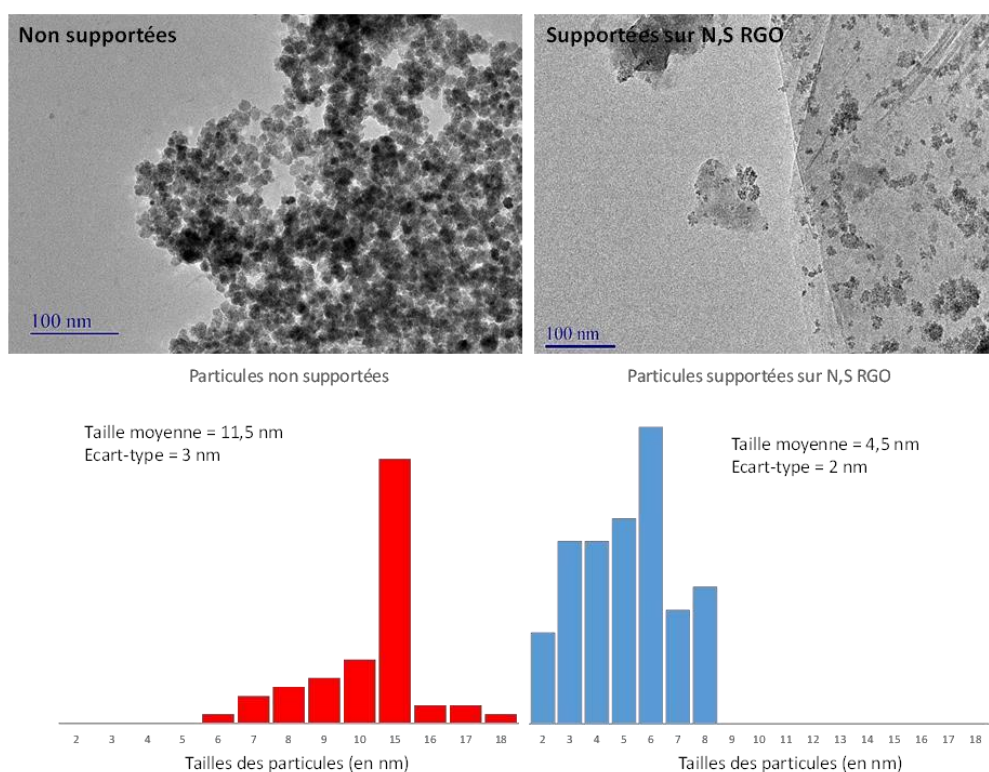 Non supportées
Supportées sur N,S RGO
100 nm
100 nm
Particules non supportées
Particules supportées sur N,S RGO
Taille moyenne = 11,5 nm
Ecart-type = 3 nm
Taille moyenne = 4,5 nm
Ecart-type = 2 nm
2 3 4 5 6 7 8 9 10 15 16 17 18
Tailles des particules (en nm)
2 3 4 5 6 7 8 9 10 11 12 13 14 15 16 17 18
Tailles des particules (en nm)